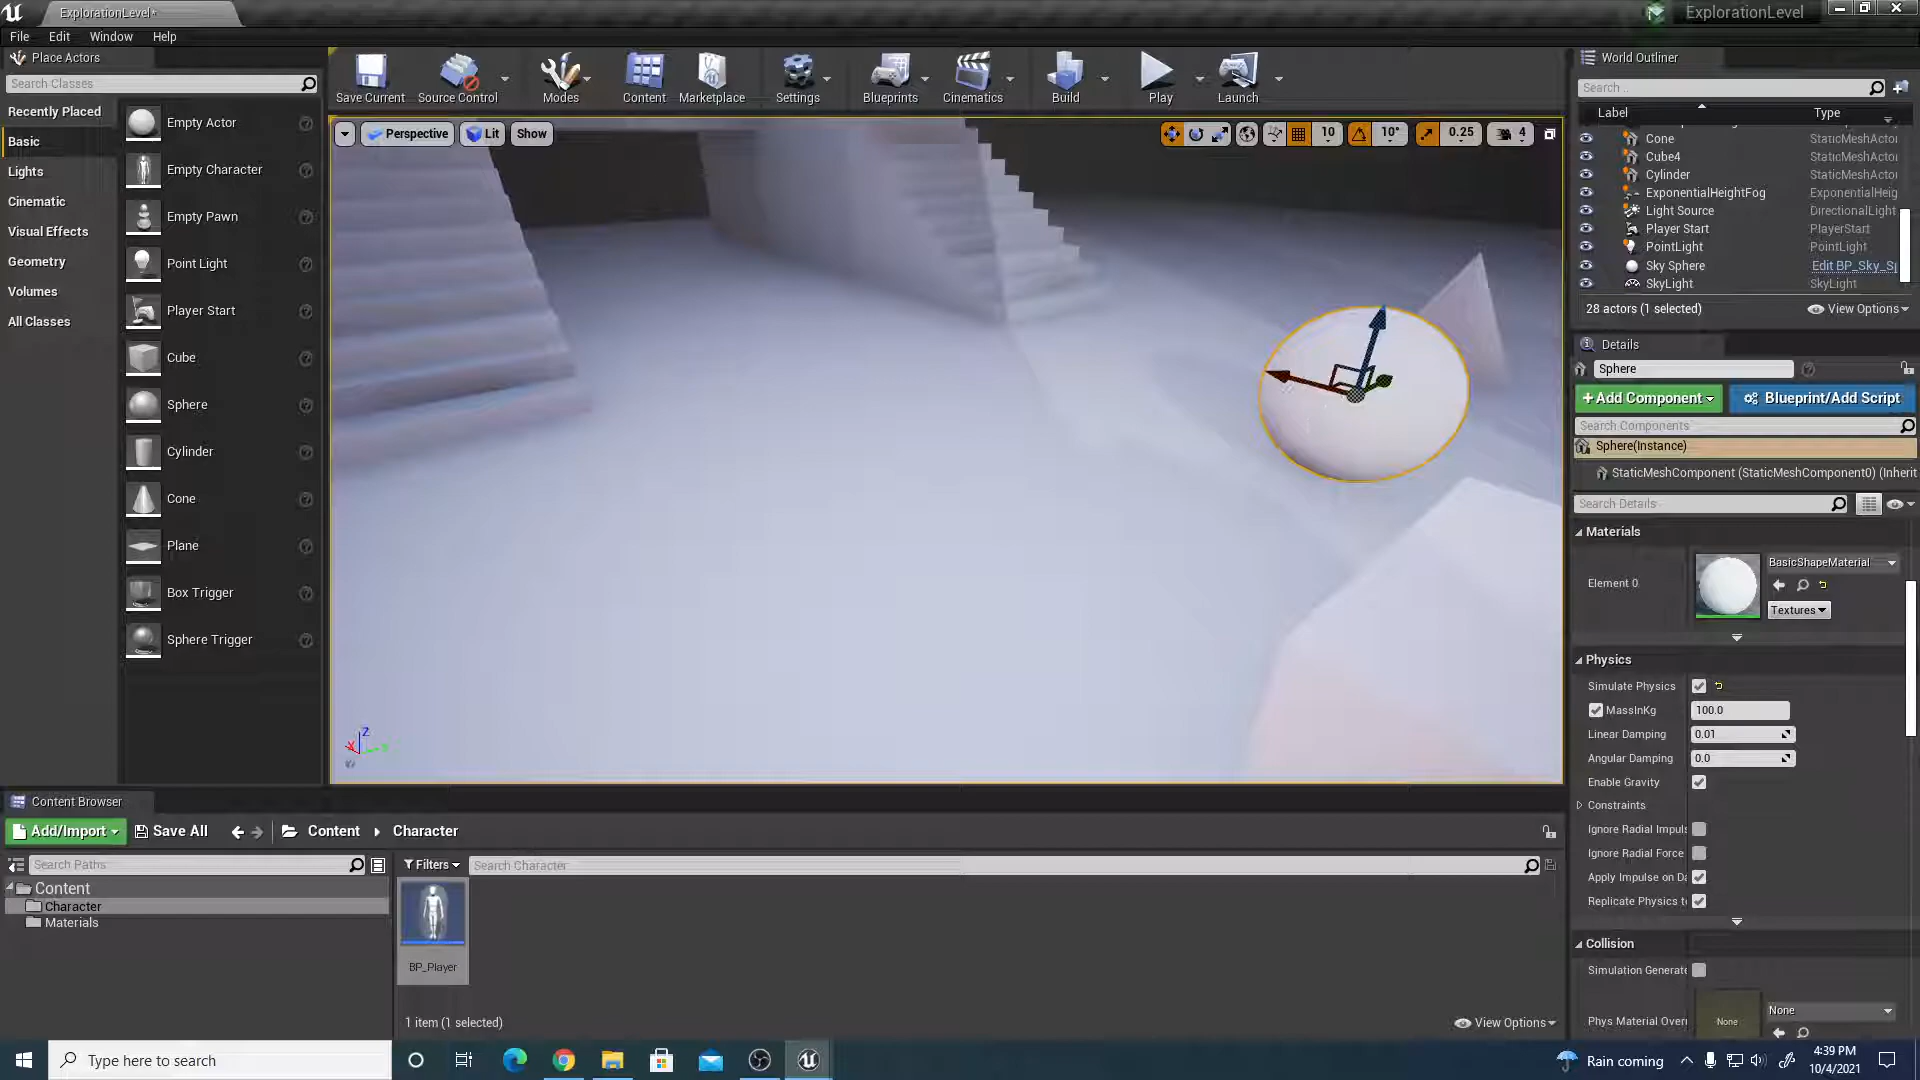 ExplorationLevel*
ExplorationLevel
File Edit Window Help
Place Actors
Search Classes
Recently Placed
Basic
Lights
Cinematic
Visual Effects
Geometry
Volumes
All Classes
Empty Actor
Empty Character
Empty Pawn
Point Light
Player Start
Cube
Sphere
Cylinder
Cone
Plane
Box Trigger
Sphere Trigger
Save Current Source Control Modes Content Marketplace Settings Blueprints Cinematics Build Play Launch
Perspective Lit Show
10 10° 0.25 4
Z
World Outliner
Search ..
Label Type
Cone StaticMeshActor
Cube4 StaticMeshActor
Cylinder StaticMeshActor
ExponentialHeightFog ExponentialHeig
Light Source DirectionalLight
Player Start PlayerStart
PointLight PointLight
Sky Sphere Edit BP_Sky_Sp
SkyLight SkyLight
28 actors (1 selected) View Options
Details
Sphere
+Add Component Blueprint/Add Script
Search Components
Sphere(Instance)
StaticMeshComponent (StaticMeshComponent0) (Inherit
Search Details
Materials
Element 0
BasicShapeMaterial
Textures
Physics
Simulate Physics
MassInKg 100.0
Linear Damping 0.01
Angular Damping 0.0
Enable Gravity
Constraints
Ignore Radial Impuls
Ignore Radial Force
Apply Impulse on Da
Replicate Physics to
Collision
Simulation Generate
Phys Material Overr
None
None
Content Browser
Add/Import Save All Content Character
Search Paths
Content
Character
Materials
Filters Search Character
BP_Player
1 item (1 selected) View Options
Type here to search
Rain coming
4:39 PM
10/4/2021